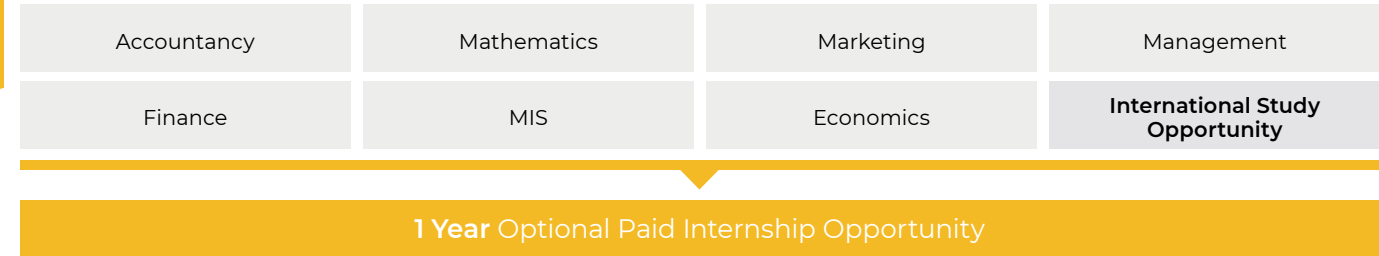 Accountancy
Mathematics
Marketing
Management
Finance
MIS
Economics
International Study
Opportunity
1 Year Optional Paid Internship Opportunity